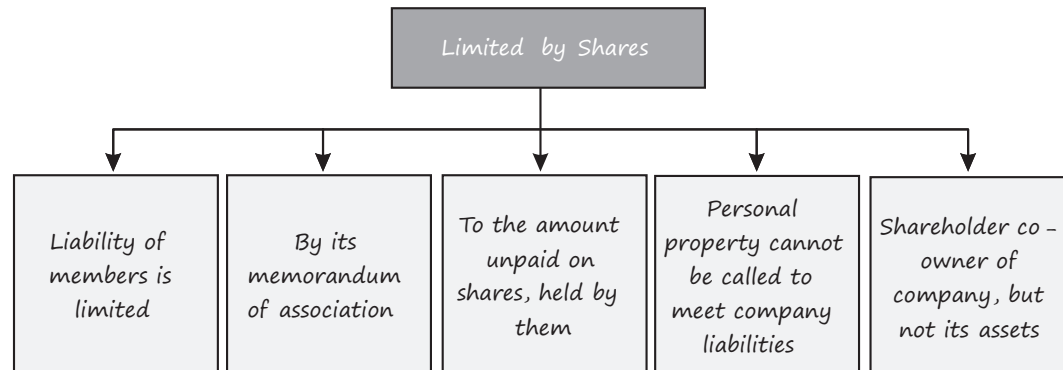 Limited by Shares
Liability of
members is
limited
By its
memorandum
of association
To the amount
unpaid on
shares, held by
them
Personal
property cannot
be called to
meet company
liabilities
Shareholder co -
owner of
company, but
not its assets